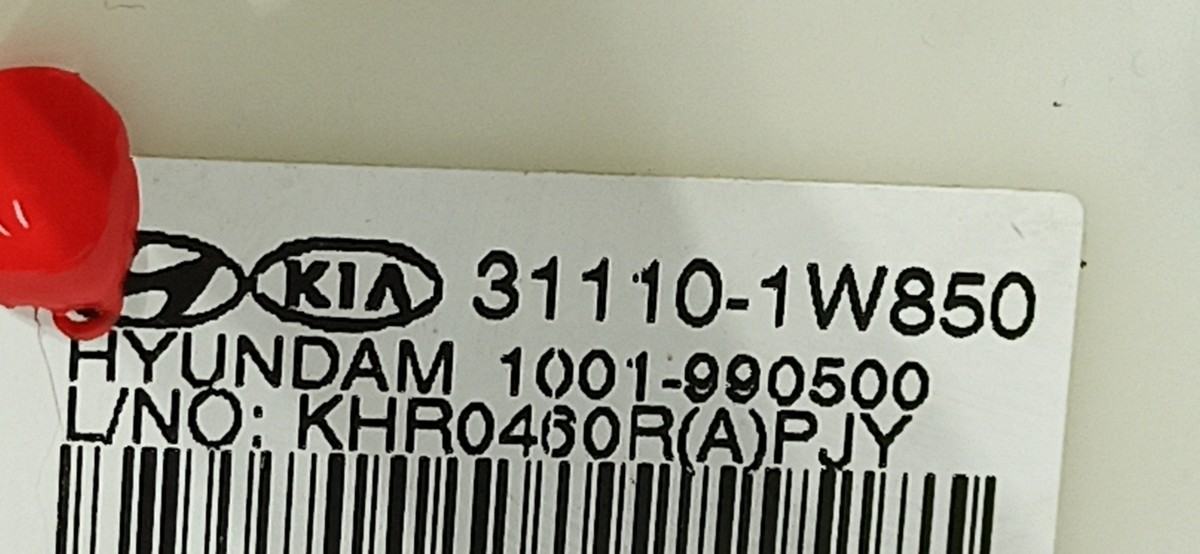 KIA 31110-1W850
HYUNDAM 1001-990500
L/NO: KHR0460R(A)PJY